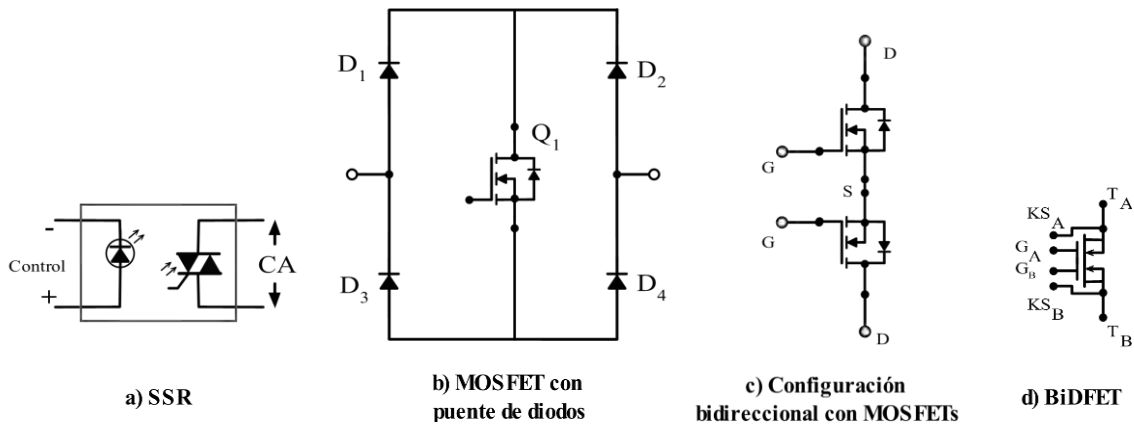 -
Control
+
CA
a) SSR
D1
D2
Q1
D3
D4
b) MOSFET con
puente de diodos
D
G
S
G
D
c) Configuración
bidireccional con MOSFETs
TA
KSA
GA
GB
KSB
TB
d) BiDFET